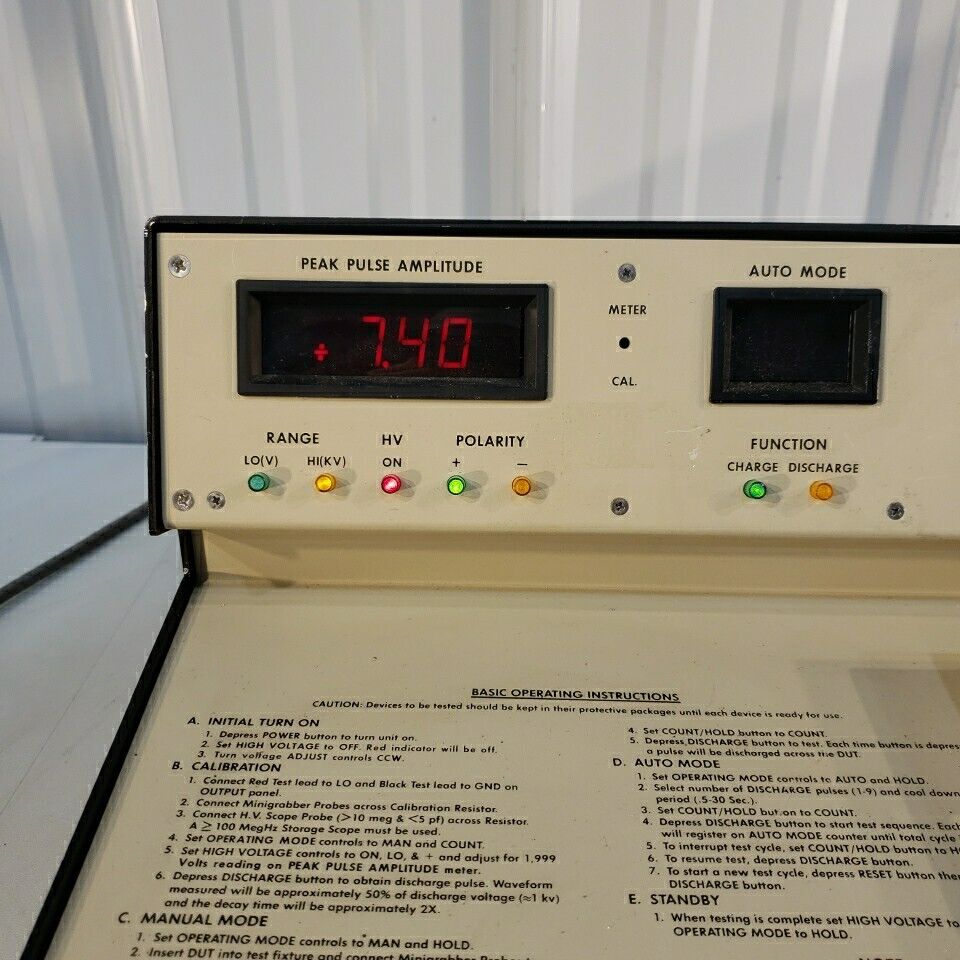 PEAK PULSE AMPLITUDE
AUTO MODE
+ 7.40
METER
CAL.
RANGE
HV
POLARITY
FUNCTION
LO(V)
HI(KV)
ON
+
−
CHARGE DISCHARGE
BASIC OPERATING INSTRUCTIONS
CAUTION: Devices to be tested should be kept in their protective packages until each device is ready for use.
A. INITIAL TURN ON
1. Depress POWER button to turn unit on.
2. Set HIGH VOLTAGE to OFF. Red indicator will be off.
3. Turn voltage ADJUST controls CCW.
B. CALIBRATION
1. Connect Red Test lead to LO and Black Test lead to GND on
OUTPUT panel.
2. Connect Minigrabber Probes across Calibration Resistor.
3. Connect H.V. Scope Probe (>10 meg & <5 pf) across Resistor.
A ≥ 100 MegHz Storage Scope must be used.
4. Set OPERATING MODE controls to MAN and COUNT.
5. Set HIGH VOLTAGE controls to ON, LO, & + and adjust for 1,999
Volts reading on PEAK PULSE AMPLITUDE meter.
6. Depress DISCHARGE button to obtain discharge pulse. Waveform
measured will be approximately 50% of discharge voltage (≈1 kv)
and the decay time will be approximately 2X.
C. MANUAL MODE
1. Set OPERATING MODE controls to MAN and HOLD.
2. Insert DUT into test fixture and connect Minigrabber
4. Set COUNT/HOLD button to COUNT.
5. Depress DISCHARGE button to test. Each time button is depres
a pulse will be discharged across the DUT.
D. AUTO MODE
1. Set OPERATING MODE controls to AUTO and HOLD.
2. Select number of DISCHARGE pulses (1-9) and cool down
period (.5-30 Sec.).
3. Set COUNT/HOLD button to COUNT.
4. Depress DISCHARGE button to start test sequence. Each
will register on AUTO MODE counter until total cycle
5. To interrupt test cycle, set COUNT/HOLD button to H
6. To resume test, depress DISCHARGE button.
7. To start a new test cycle, depress RESET button then
DISCHARGE button.
E. STANDBY
1. When testing is complete set HIGH VOLTAGE to
OPERATING MODE to HOLD.